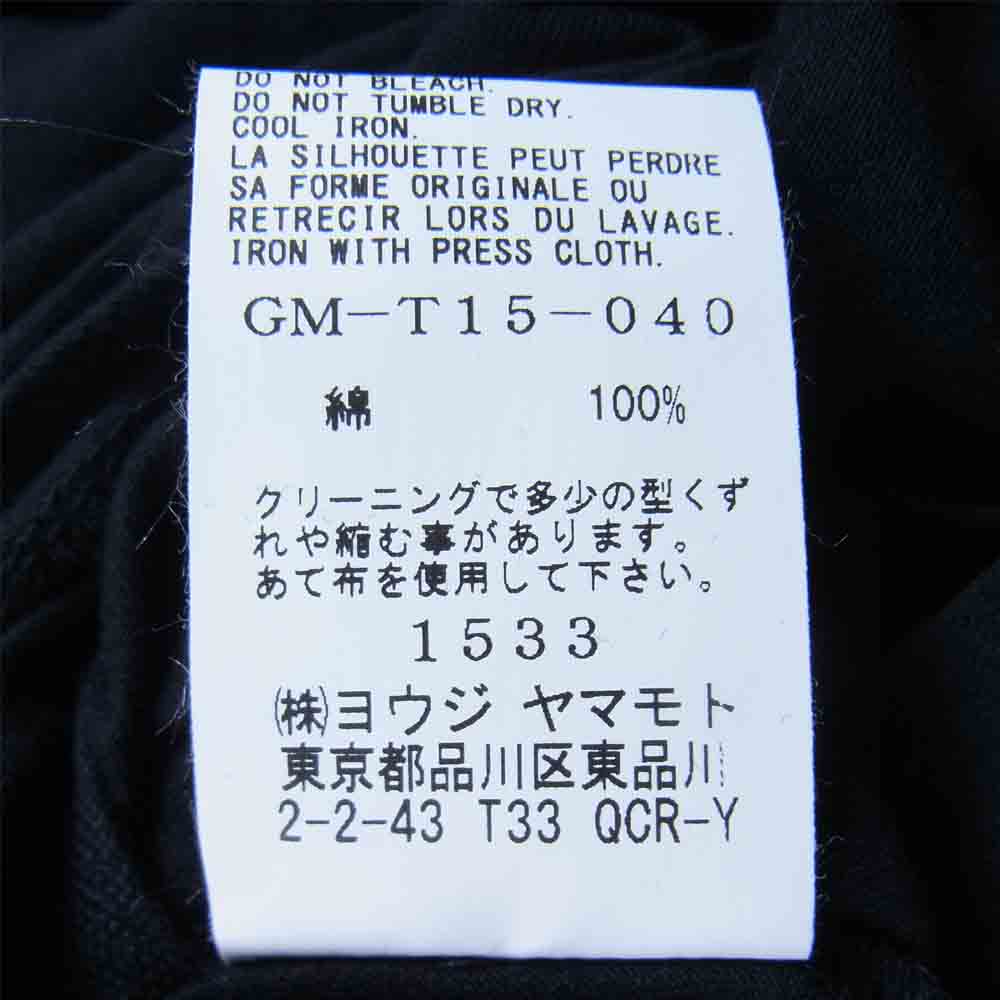 DO NOT BLEACH.
DO NOT TUMBLE DRY.
COOL IRON.
LA SILHOUETTE PEUT PERDRE
SA FORME ORIGINALE OU
RETRECIR LORS DU LAVAGE.
IRON WITH PRESS CLOTH.
GM-T15-040
綿 100%
クリーニングで多少の型くず
れや縮む事があります。
あて布を使用して下さい。
1533
㈱ヨウジ ヤマモト
東京都品川区東品川
2-2-43 T33 QCR-Y